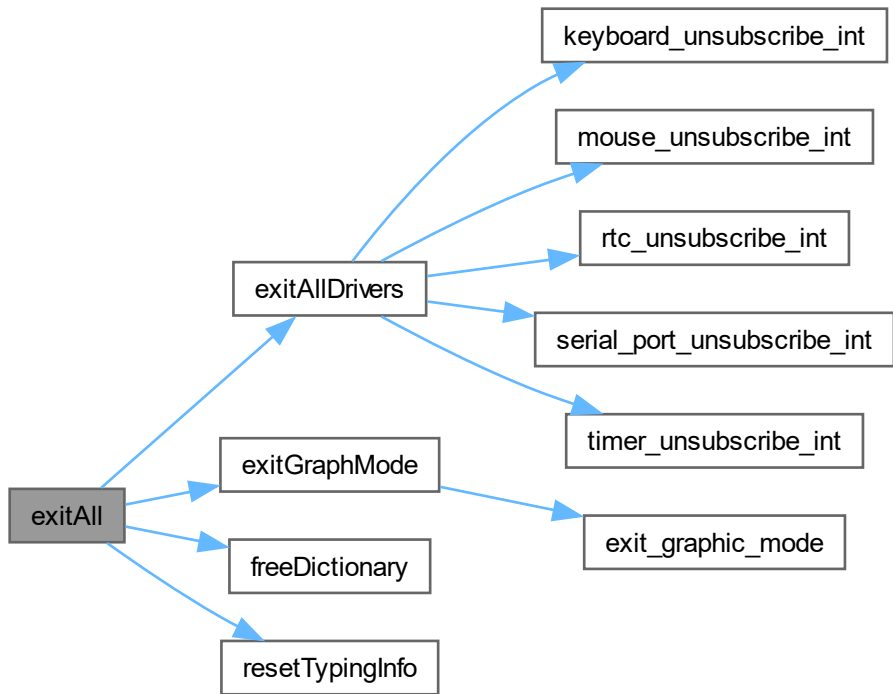 keyboard_unsubscribe_int
mouse_unsubscribe_int
rtc_unsubscribe_int
exitAllDrivers
serial_port_unsubscribe_int
timer_unsubscribe_int
exitGraphMode
exitAll
exit_graphic_mode
freeDictionary
resetTypingInfo